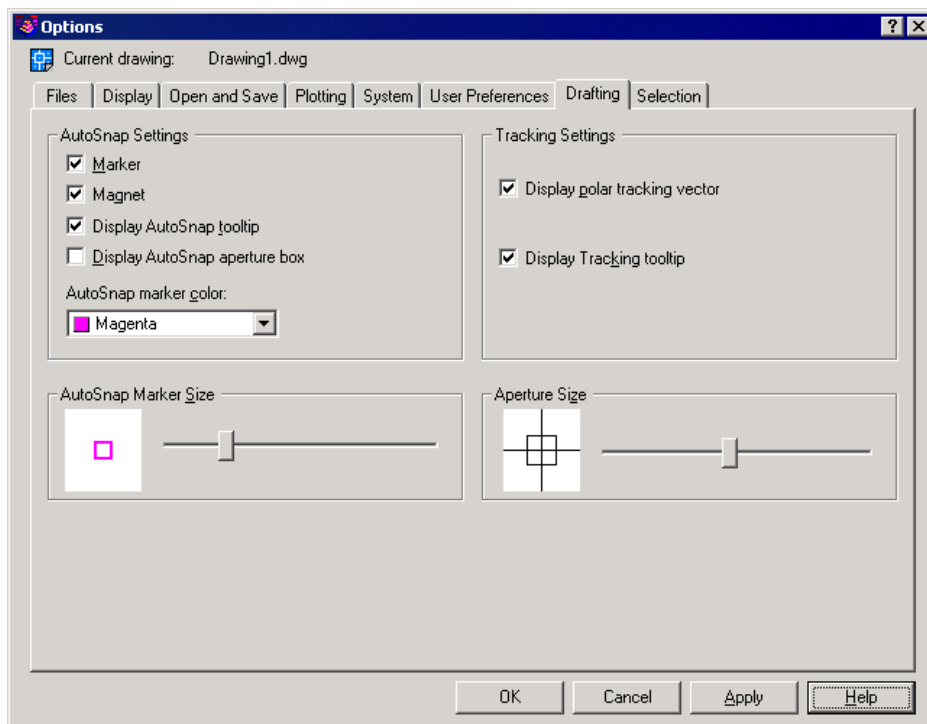 Options
Current drawing: Drawing1.dwg
Files Display Open and Save Plotting System User Preferences Drafting Selection
AutoSnap Settings
Marker
Magnet
Display AutoSnap tooltip
Display AutoSnap aperture box
AutoSnap marker color:
Magenta
Tracking Settings
Display polar tracking vector
Display Tracking tooltip
AutoSnap Marker Size
Aperture Size
OK Cancel Apply Help